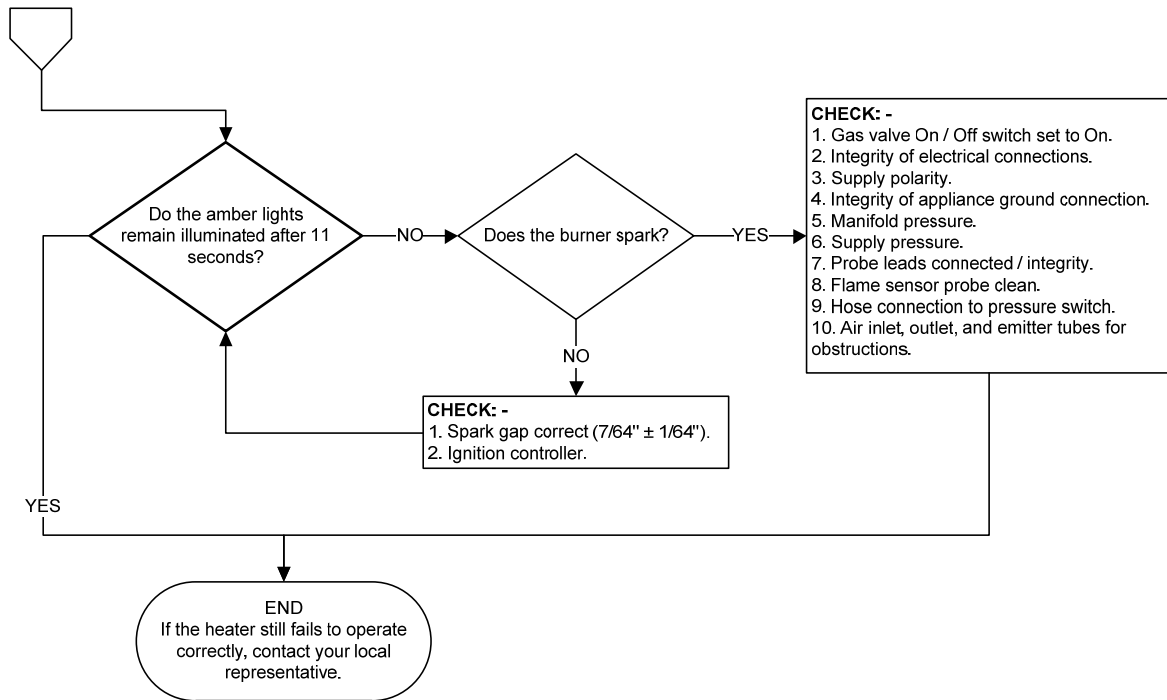 Do the amber lights
remain illuminated after 11
seconds?
NO
Does the burner spark?
YES
CHECK: -
1. Gas valve On / Off switch set to On.
2. Integrity of electrical connections.
3. Supply polarity.
4. Integrity of appliance ground connection.
5. Manifold pressure.
6. Supply pressure.
7. Probe leads connected / integrity.
8. Flame sensor probe clean.
9. Hose connection to pressure switch.
10. Air inlet, outlet, and emitter tubes for
obstructions.
NO
CHECK: -
1. Spark gap correct (7/64" ± 1/64").
2. Ignition controller.
YES
END
If the heater still fails to operate
correctly, contact your local
representative.